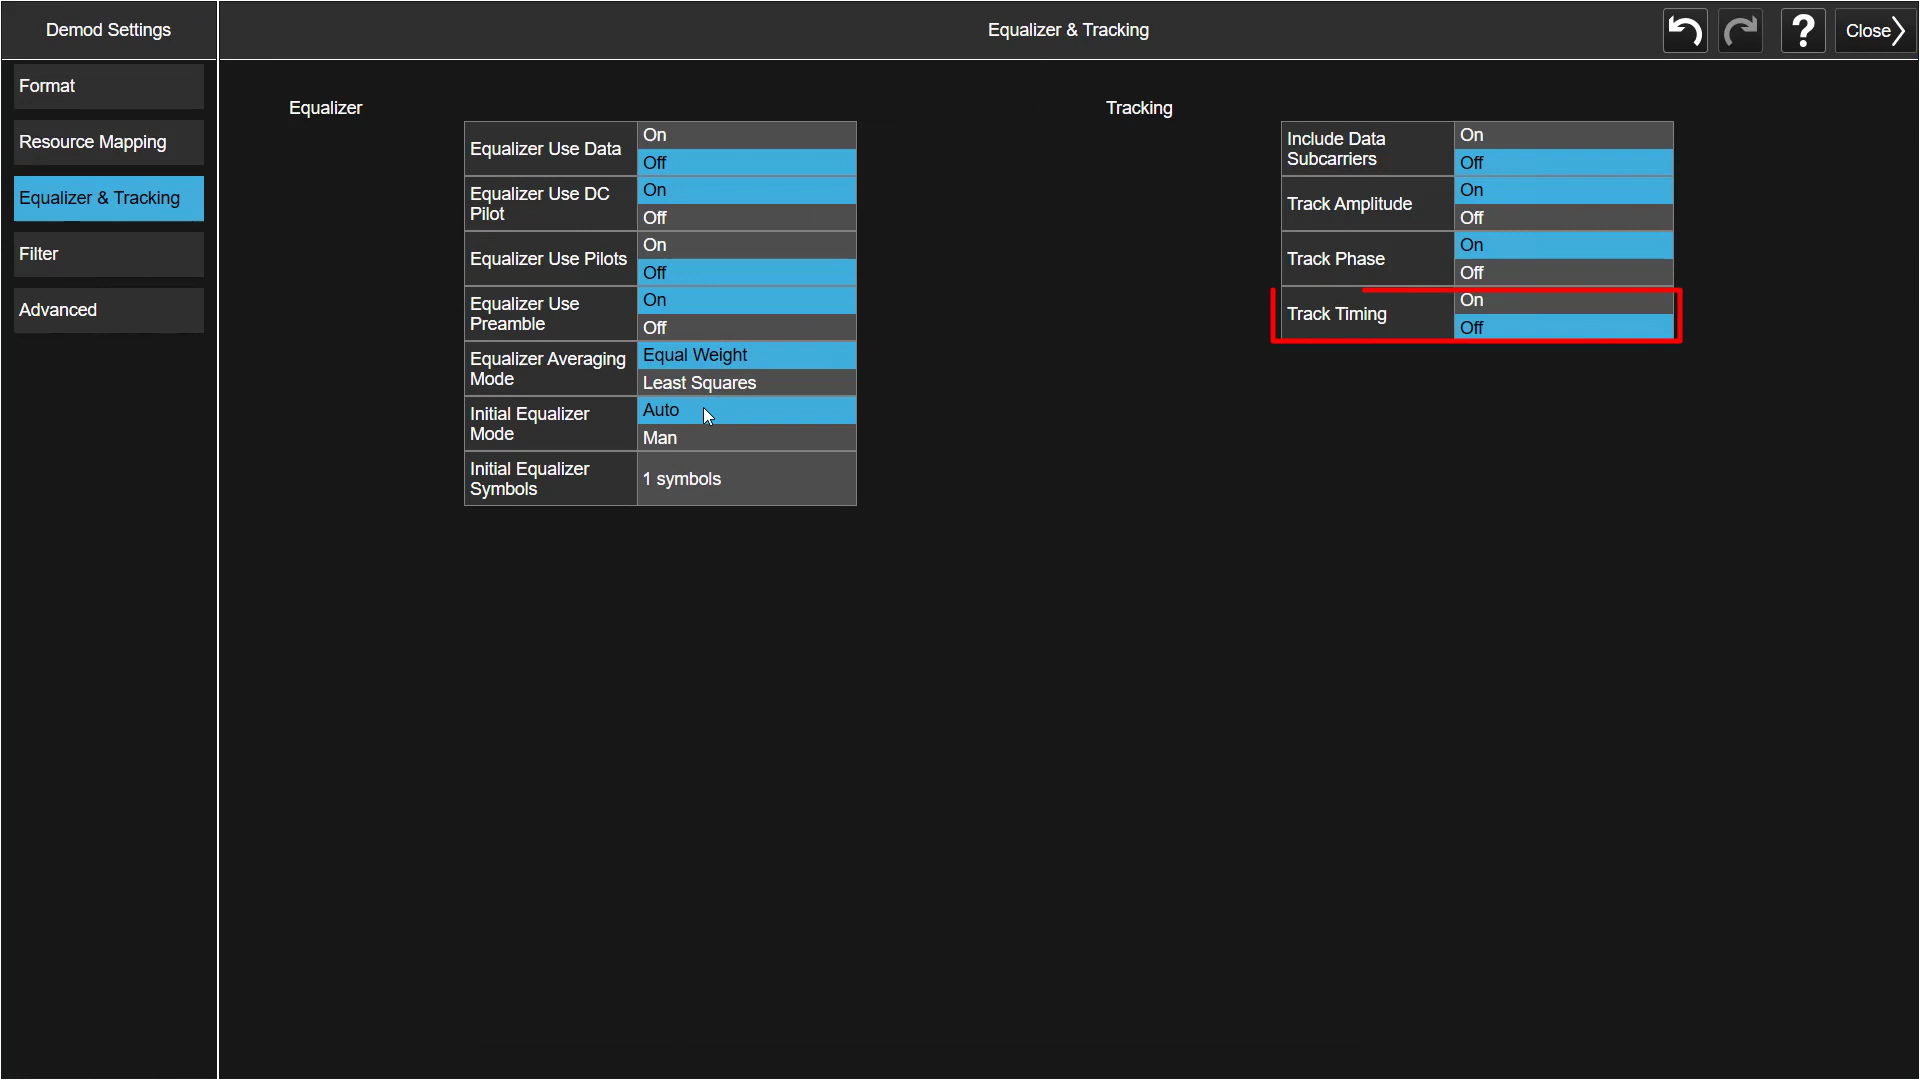 Demod Settings
Equalizer & Tracking
?
Close
Format
Resource Mapping
Equalizer & Tracking
Filter
Advanced
Equalizer
Equalizer Use Data
On
Off
Equalizer Use DC
Pilot
On
Off
Equalizer Use Pilots
On
Off
Equalizer Use
Preamble
On
Off
Equalizer Averaging
Mode
Equal Weight
Least Squares
Initial Equalizer
Mode
Auto
Man
Initial Equalizer
Symbols
1 symbols
Tracking
Include Data
Subcarriers
On
Off
Track Amplitude
On
Off
Track Phase
On
Off
Track Timing
On
Off